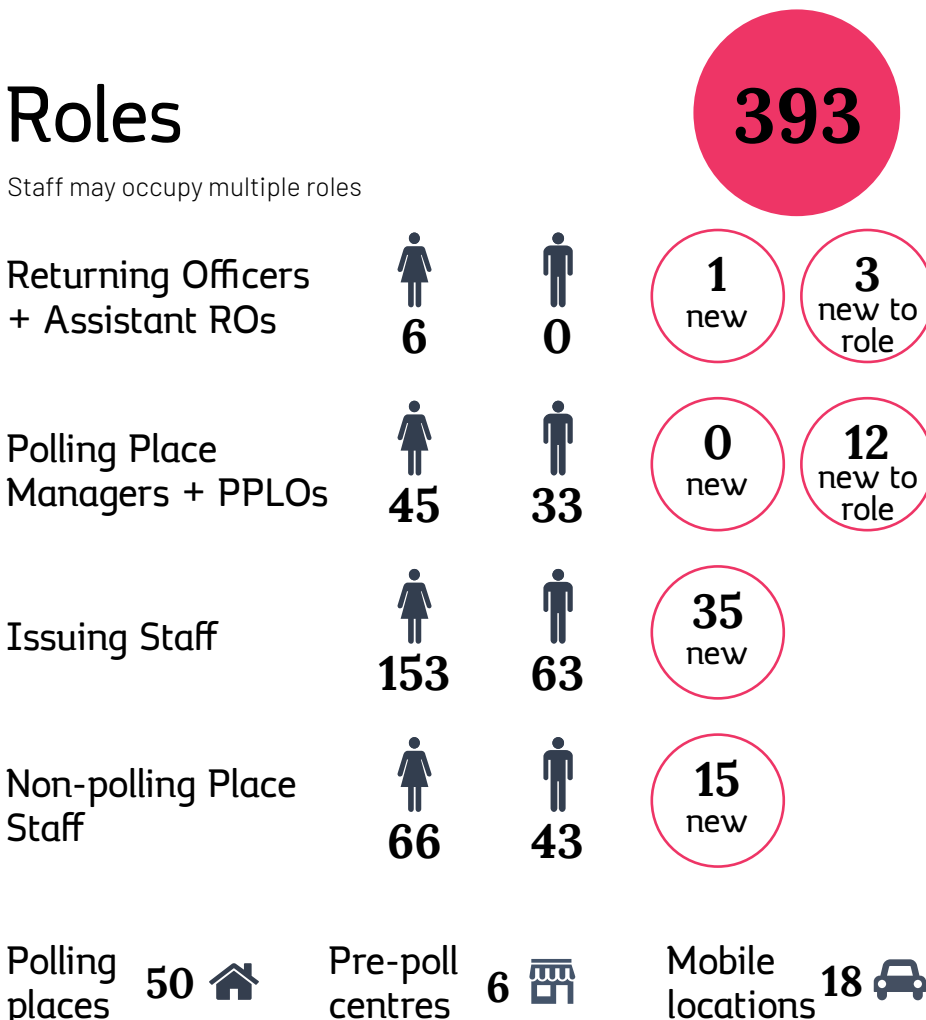 Roles
393
Staff may occupy multiple roles
Returning Officers
+ Assistant ROs
6
0
1
new
3
new to
role
Polling Place
Managers + PPLOs
45
33
0
new
12
new to
role
Issuing Staff
153
63
35
new
Non-polling Place
Staff
66
43
15
new
Polling
places
50
Pre-poll
centres
6
Mobile
locations
18